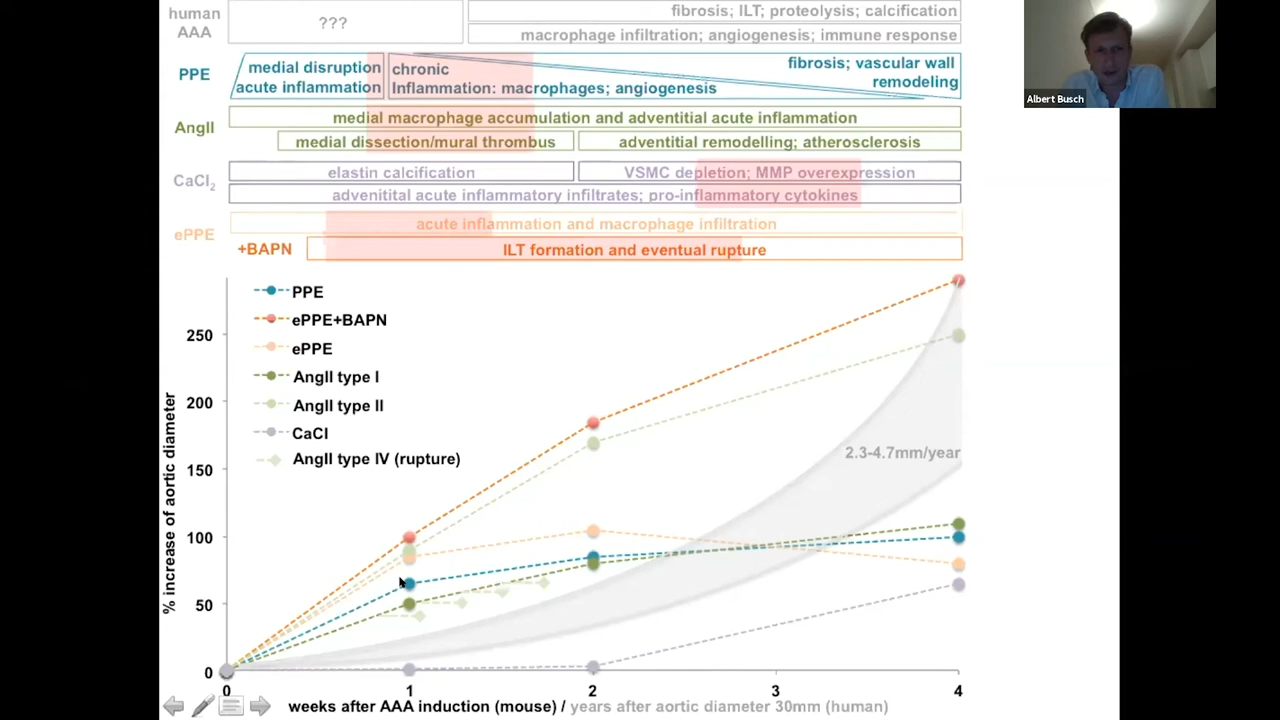 human
AAA
???
fibrosis; ILT; proteolysis; calcification
macrophage infiltration; angiogenesis; immune response
PPE
medial disruption
acute inflammation
chronic
Inflammation: macrophages; angiogenesis
fibrosis; vascular wall
remodeling
AngII
medial macrophage accumulation and adventitial acute inflammation
medial dissection/mural thrombus
adventitial remodelling; atherosclerosis
CaCl2
elastin calcification
VSMC depletion; MMP overexpression
advenitital acute inflammatory infiltrates; pro-inflammatory cytokines
ePPE
acute inflammation and macrophage infiltration
+BAPN
ILT formation and eventual rupture
PPE
ePPE+BAPN
ePPE
AngII type I
AngII type II
CaCl
AngII type IV (rupture)
% increase of aortic diameter
250
200
150
100
50
0
2.3-4.7mm/year
0
1
2
3
4
weeks after AAA induction (mouse) / years after aortic diameter 30mm (human)
Albert Busch